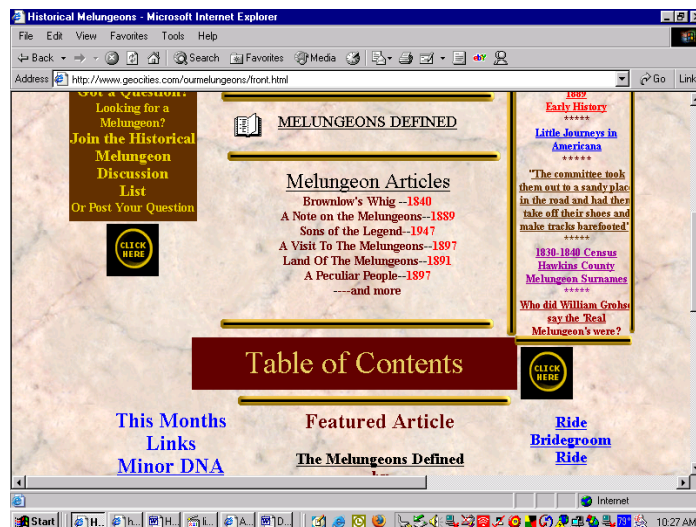 Historical Melungeons - Microsoft Internet Explorer
File Edit View Favorites Tools Help
Back Search Favorites Media
Address http://www.geocities.com/ourmelungeons/front.html Go Link
Got a Question?
Looking for a
Melungeon?
Join the Historical
Melungeon
Discussion
List
Or Post Your Question
CLICK
HERE
MELUNGEONS DEFINED
Melungeon Articles
Brownlow's Whig --1840
A Note on the Melungeons--1889
Sons of the Legend--1947
A Visit To The Melungeons--1897
Land Of The Melungeons--1891
A Peculiar People--1897
----and more
1889
Early History
*****
Little Journeys in
Americana
*****
"The committee took
them out to a sandy place
in the road and had them
take off their shoes and
make tracks barefooted"
*****
1830-1840 Census
Hawkins County
Melungeon Surnames
*****
Who did William Grohse
say the 'Real
Melungeon's were?
CLICK
HERE
Table of Contents
This Months
Links
Minor DNA
Featured Article
The Melungeons Defined
by
Ride
Bridegroom
Ride
Internet
Start H.. h.. H.. li... A.. D... 10:27 AM